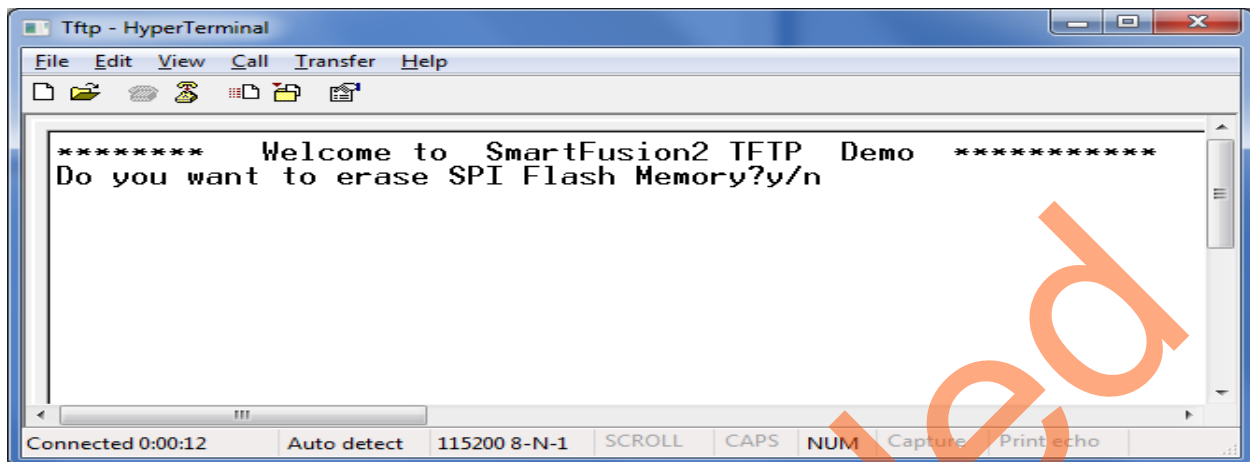 Tftp - HyperTerminal
File Edit View Call Transfer Help
******** Welcome to SmartFusion2 TFTP Demo ***********
Do you want to erase SPI Flash Memory?y/n
Connected 0:00:12 Auto detect 115200 8-N-1 SCROLL CAPS NUM Capture Print echo
led